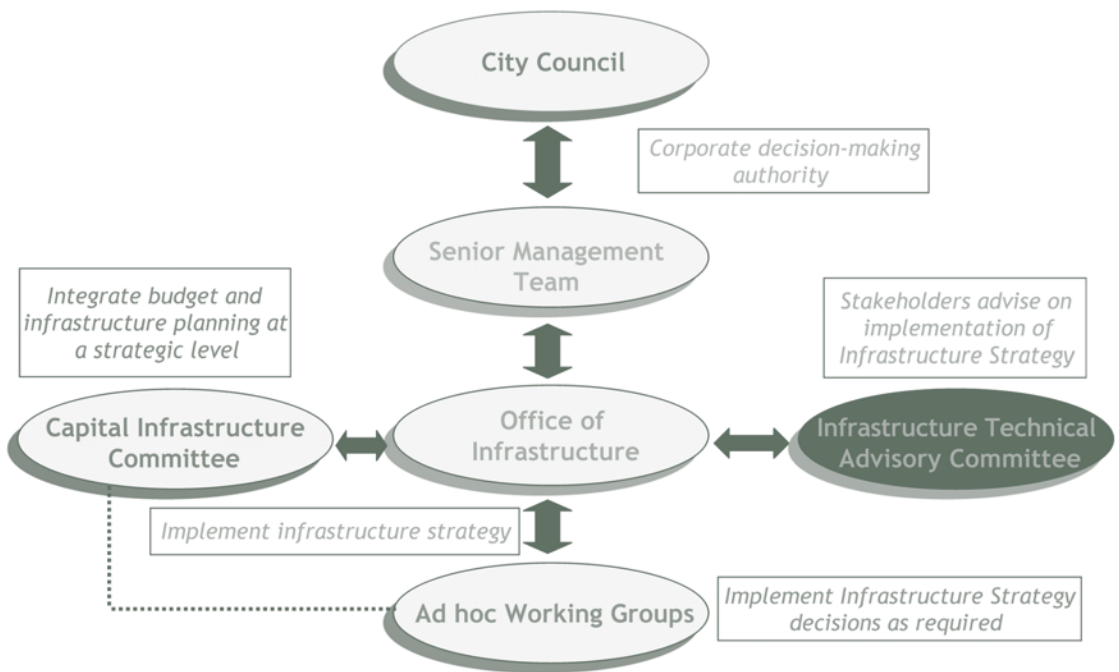 City Council
Corporate decision-making
authority
Senior Management
Team
Integrate budget and
infrastructure planning at
a strategic level
Stakeholders advise on
implementation of
Infrastructure Strategy
Capital Infrastructure
Committee
Office of
Infrastructure
Infrastructure Technical
Advisory Committee
Implement infrastructure strategy
Ad hoc Working Groups
Implement Infrastructure Strategy
decisions as required